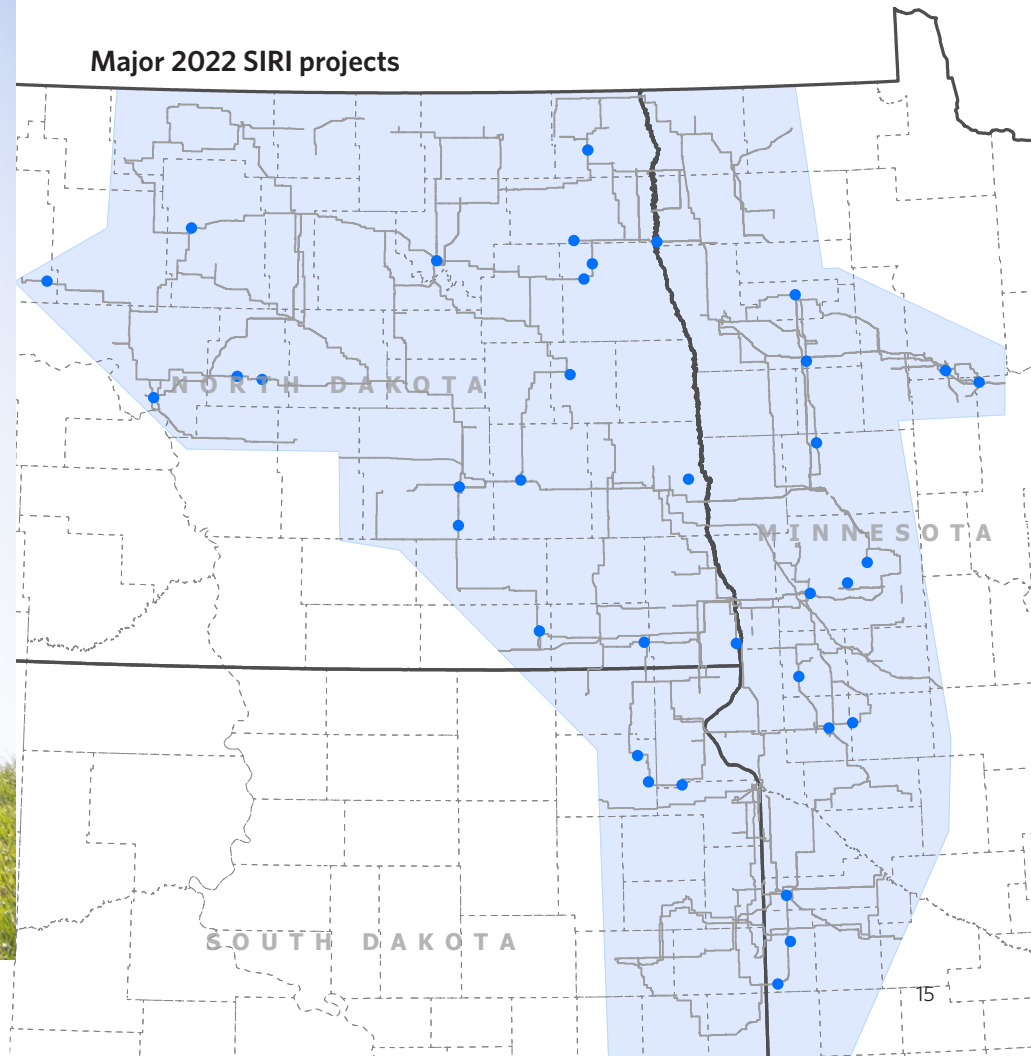 Major 2022 SIRI projects
NORTH DAKOTA
MINNESOTA
SOUTH DAKOTA
15